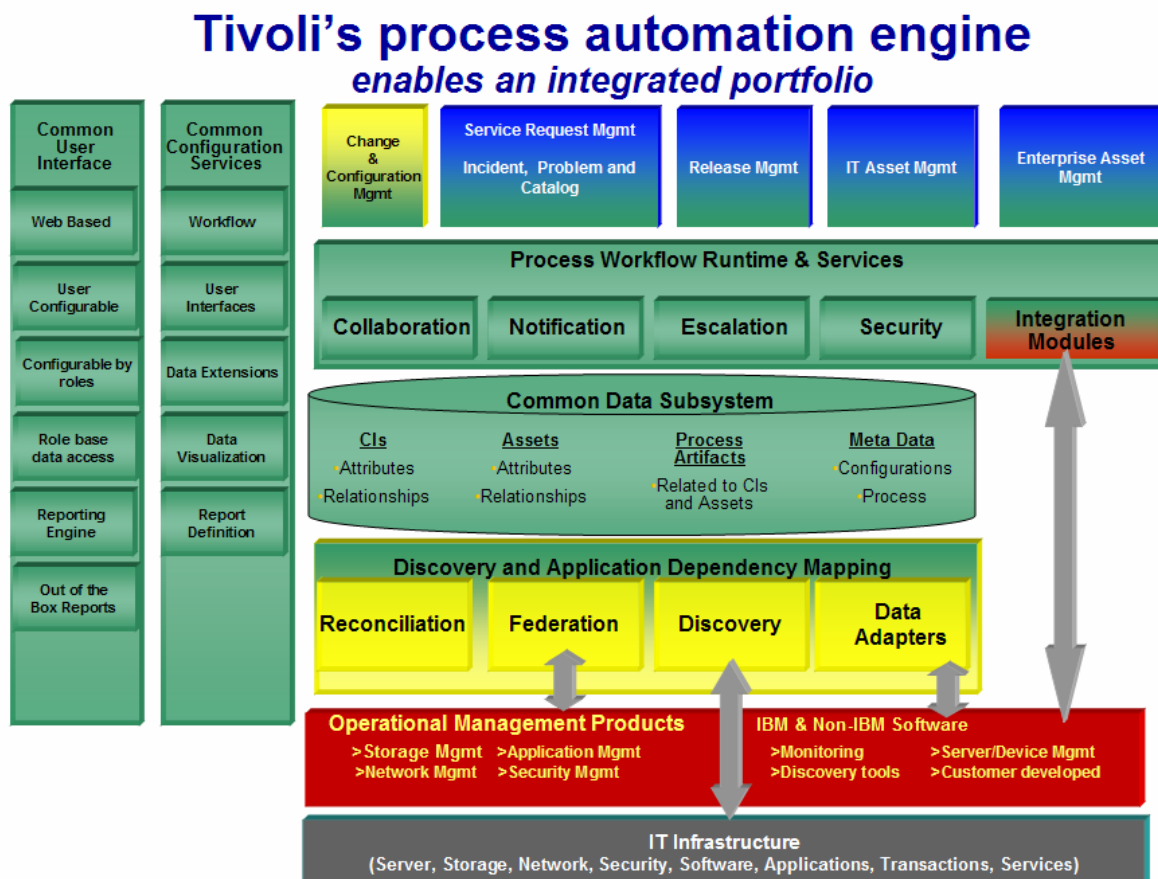 Tivoli's process automation engine
enables an integrated portfolio
Common
User
Interface
Web Based
User
Configurable
Configurable by
roles
Role base
data access
Reporting
Engine
Out of the
Box Reports
Common
Configuration
Services
Workflow
User
Interfaces
Data Extensions
Data
Visualization
Report
Definition
Change
&
Configuration
Mgmt
Service Request Mgmt
Incident, Problem and
Catalog
Release Mgmt
IT Asset Mgmt
Enterprise Asset
Mgmt
Process Workflow Runtime & Services
Collaboration
Notification
Escalation
Security
Integration
Modules
Common Data Subsystem
CIs
•Attributes
•Relationships
Assets
•Attributes
•Relationships
Process
Artifacts
•Related to CIs
and Assets
Meta Data
•Configurations
•Process
Discovery and Application Dependency Mapping
Reconciliation
Federation
Discovery
Data
Adapters
Operational Management Products
>Storage Mgmt >Application Mgmt
>Network Mgmt >Security Mgmt
IBM & Non-IBM Software
>Monitoring >Server/Device Mgmt
>Discovery tools >Customer developed
IT Infrastructure
(Server, Storage, Network, Security, Software, Applications, Transactions, Services)